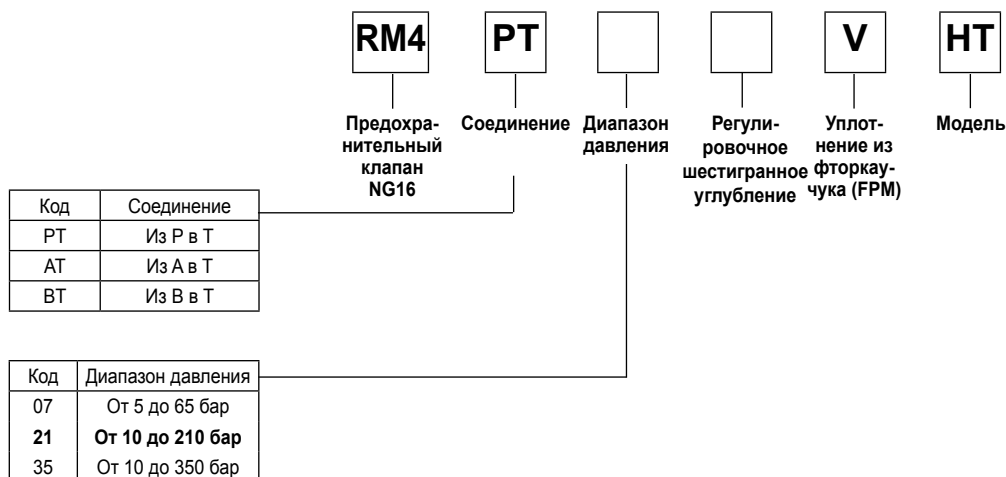 RM4 PT V HT
Предохра-
нительный
клапан
NG16
Соединение
Диапазон
давления
Регули-
ровочное
шестигранное
углубление
Уплот-
нение из
фторкау-
чука (FPM)
Модель
Код Соединение
PT Из P в T
AT Из A в T
BT Из B в T
Код Диапазон давления
07 От 5 до 65 бар
21 От 10 до 210 бар
35 От 10 до 350 бар